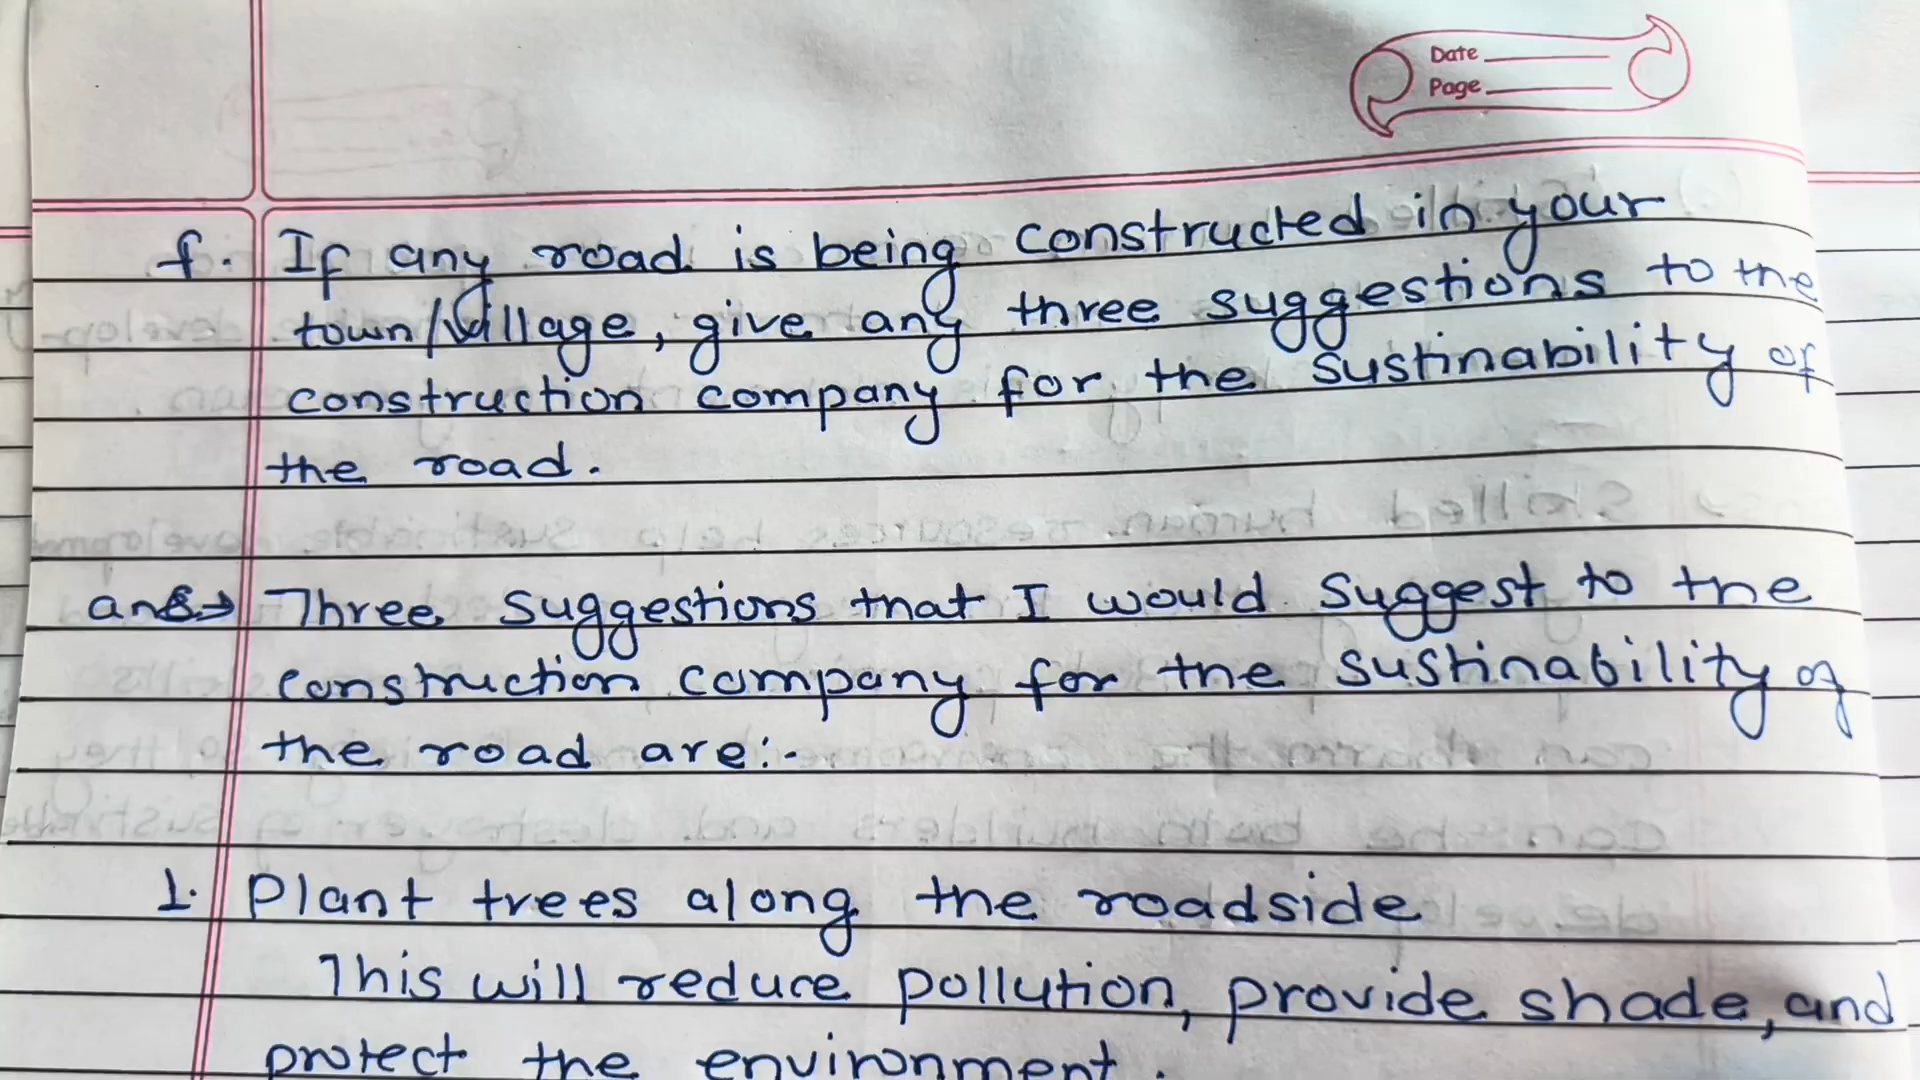 Date
Page
f. If any road is being constructed in your
town/village, give any three suggestions to the
construction company for the sustinability of
the road.
ans→ Three suggestions that I would suggest to the
construction company for the sustinability of
the road are:-
1. Plant trees along the roadside
This will reduce pollution, provide shade, and
protect the environment.